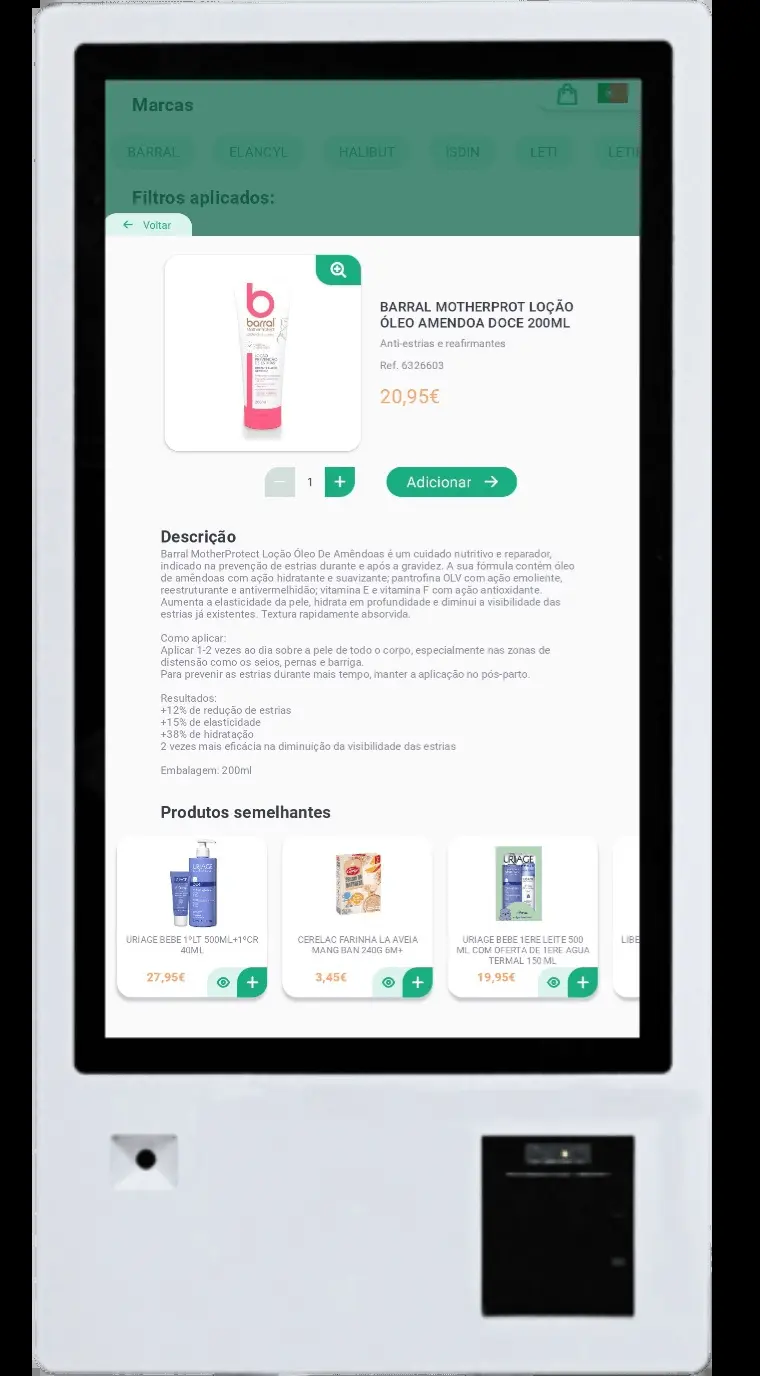 Marcas
BARRAL
ELANCYL
HALIBUT
ISDIN
LETI
LETI
Filtros aplicados:
← Voltar
b
barral
BARRAL MOTHERPROT LOÇÃO
ÓLEO AMENDOA DOCE 200ML
Anti-estrias e reafirmantes
Ref. 6326603
20,95€
1
Adicionar →
Descrição
Barral MotherProtect Loção Óleo De Amêndoas é um cuidado nutritivo e reparador,
indicado na prevenção de estrias durante e após a gravidez. A sua fórmula contém óleo
de amêndoas com ação hidratante e suavizante; pantrofina OLV com ação emoliente,
reestruturante e antivermelhidão; vitamina E e vitamina F com ação antioxidante.
Aumenta a elasticidade da pele, hidrata em profundidade e diminui a visibilidade das
estrias já existentes. Textura rapidamente absorvida.
Como aplicar:
Aplicar 1-2 vezes ao dia sobre a pele de todo o corpo, especialmente nas zonas de
distensão como os seios, pernas e barriga.
Para prevenir as estrias durante mais tempo, manter a aplicação no pós-parto.
Resultados:
+12% de redução de estrias
+15% de elasticidade
+38% de hidratação
2 vezes mais eficácia na diminuição da visibilidade das estrias
Embalagem: 200ml
Produtos semelhantes
URIAGE
URIAGE BEBE 1ºLT 500ML+1ºCR
40ML
27,95€
CERELAC FARINHA LA AVEIA
MANG BAN 240G 6M+
3,45€
URIAGE
URIAGE BEBE 1ERE LEITE 500
ML COM OFERTA DE 1ERE AGUA
TERMAL 150 ML
19,95€
LIBE